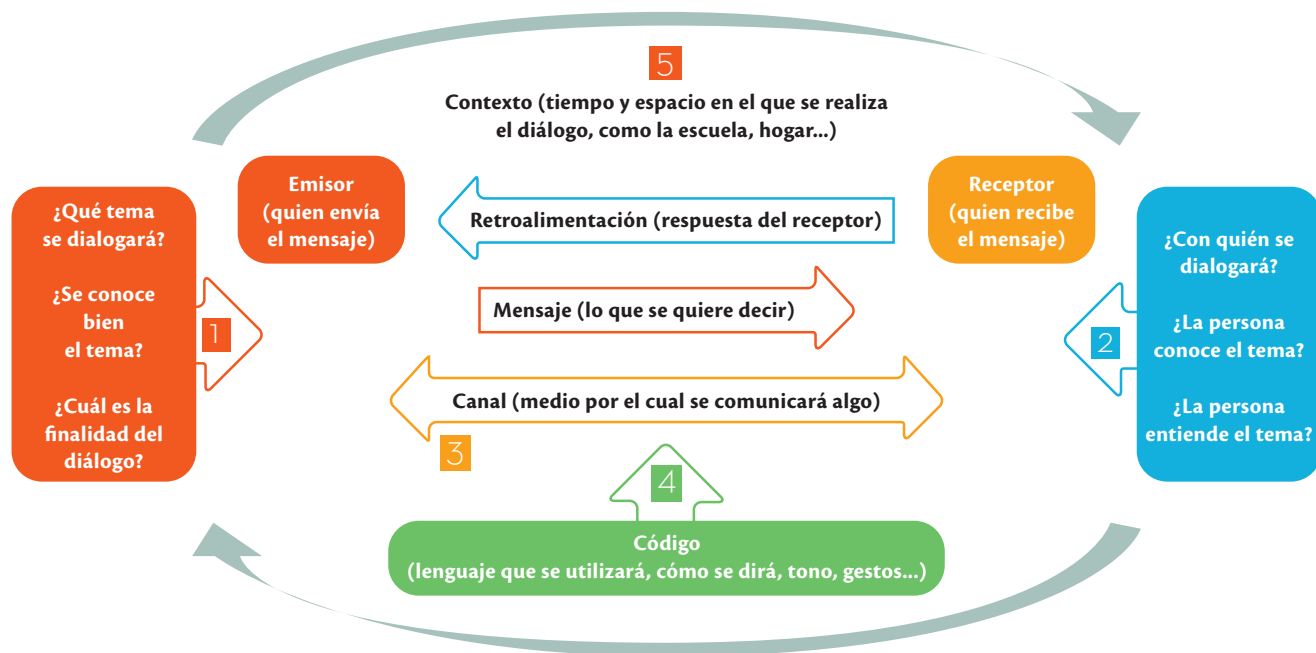 5
Contexto (tiempo y espacio en el que se realiza
el diálogo, como la escuela, hogar...)
Emisor
(quien envía
el mensaje)
Receptor
(quien recibe
el mensaje)
Retroalimentación (respuesta del receptor)
¿Qué tema
se dialogará?
¿Se conoce
bien
el tema?
¿Cuál es la
finalidad del
diálogo?
1
Mensaje (lo que se quiere decir)
2
¿Con quién se
dialogará?
¿La persona
conoce el tema?
¿La persona
entiende el tema?
Canal (medio por el cual se comunicará algo)
3
4
Código
(lenguaje que se utilizará, cómo se dirá, tono, gestos...)